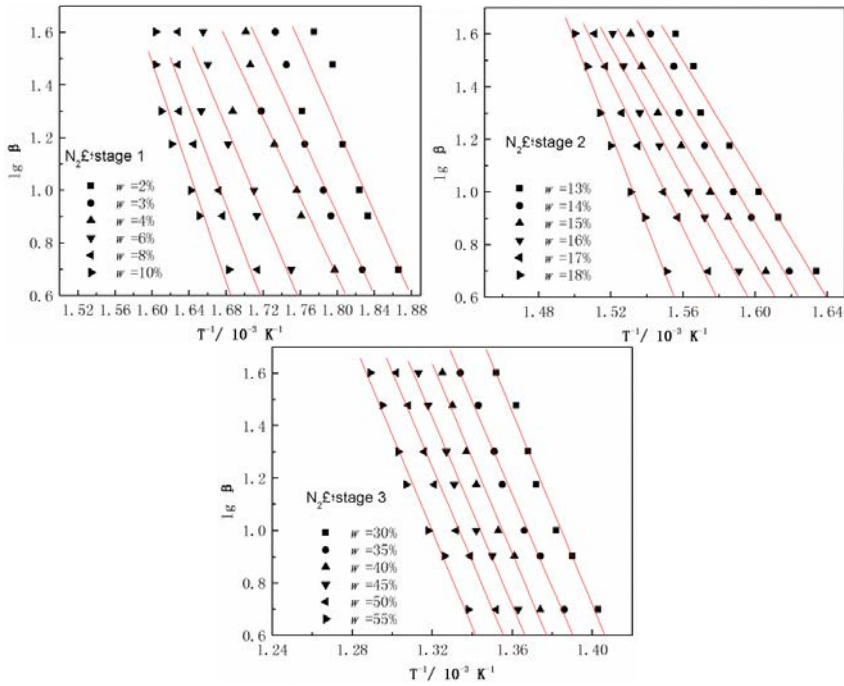 1.6
1.4
1.2
1.0
0.8
0.6
lg β
N₂£¬stage 1
w=2%
w=3%
w=4%
w=6%
w=8%
w=10%
1.52 1.56 1.60 1.64 1.68 1.72 1.76 1.80 1.84 1.88
T⁻¹/ 10⁻³ K⁻¹
1.6
1.4
1.2
1.0
0.8
0.6
lg β
N₂£¬stage 2
w=13%
w=14%
w=15%
w=16%
w=17%
w=18%
1.48 1.52 1.56 1.60 1.64
T⁻¹/ 10⁻³ K⁻¹
1.6
1.4
1.2
1.0
0.8
0.6
lg β
N₂£¬stage 3
w=30%
w=35%
w=40%
w=45%
w=50%
w=55%
1.24 1.28 1.32 1.36 1.40
T⁻¹/ 10⁻³ K⁻¹